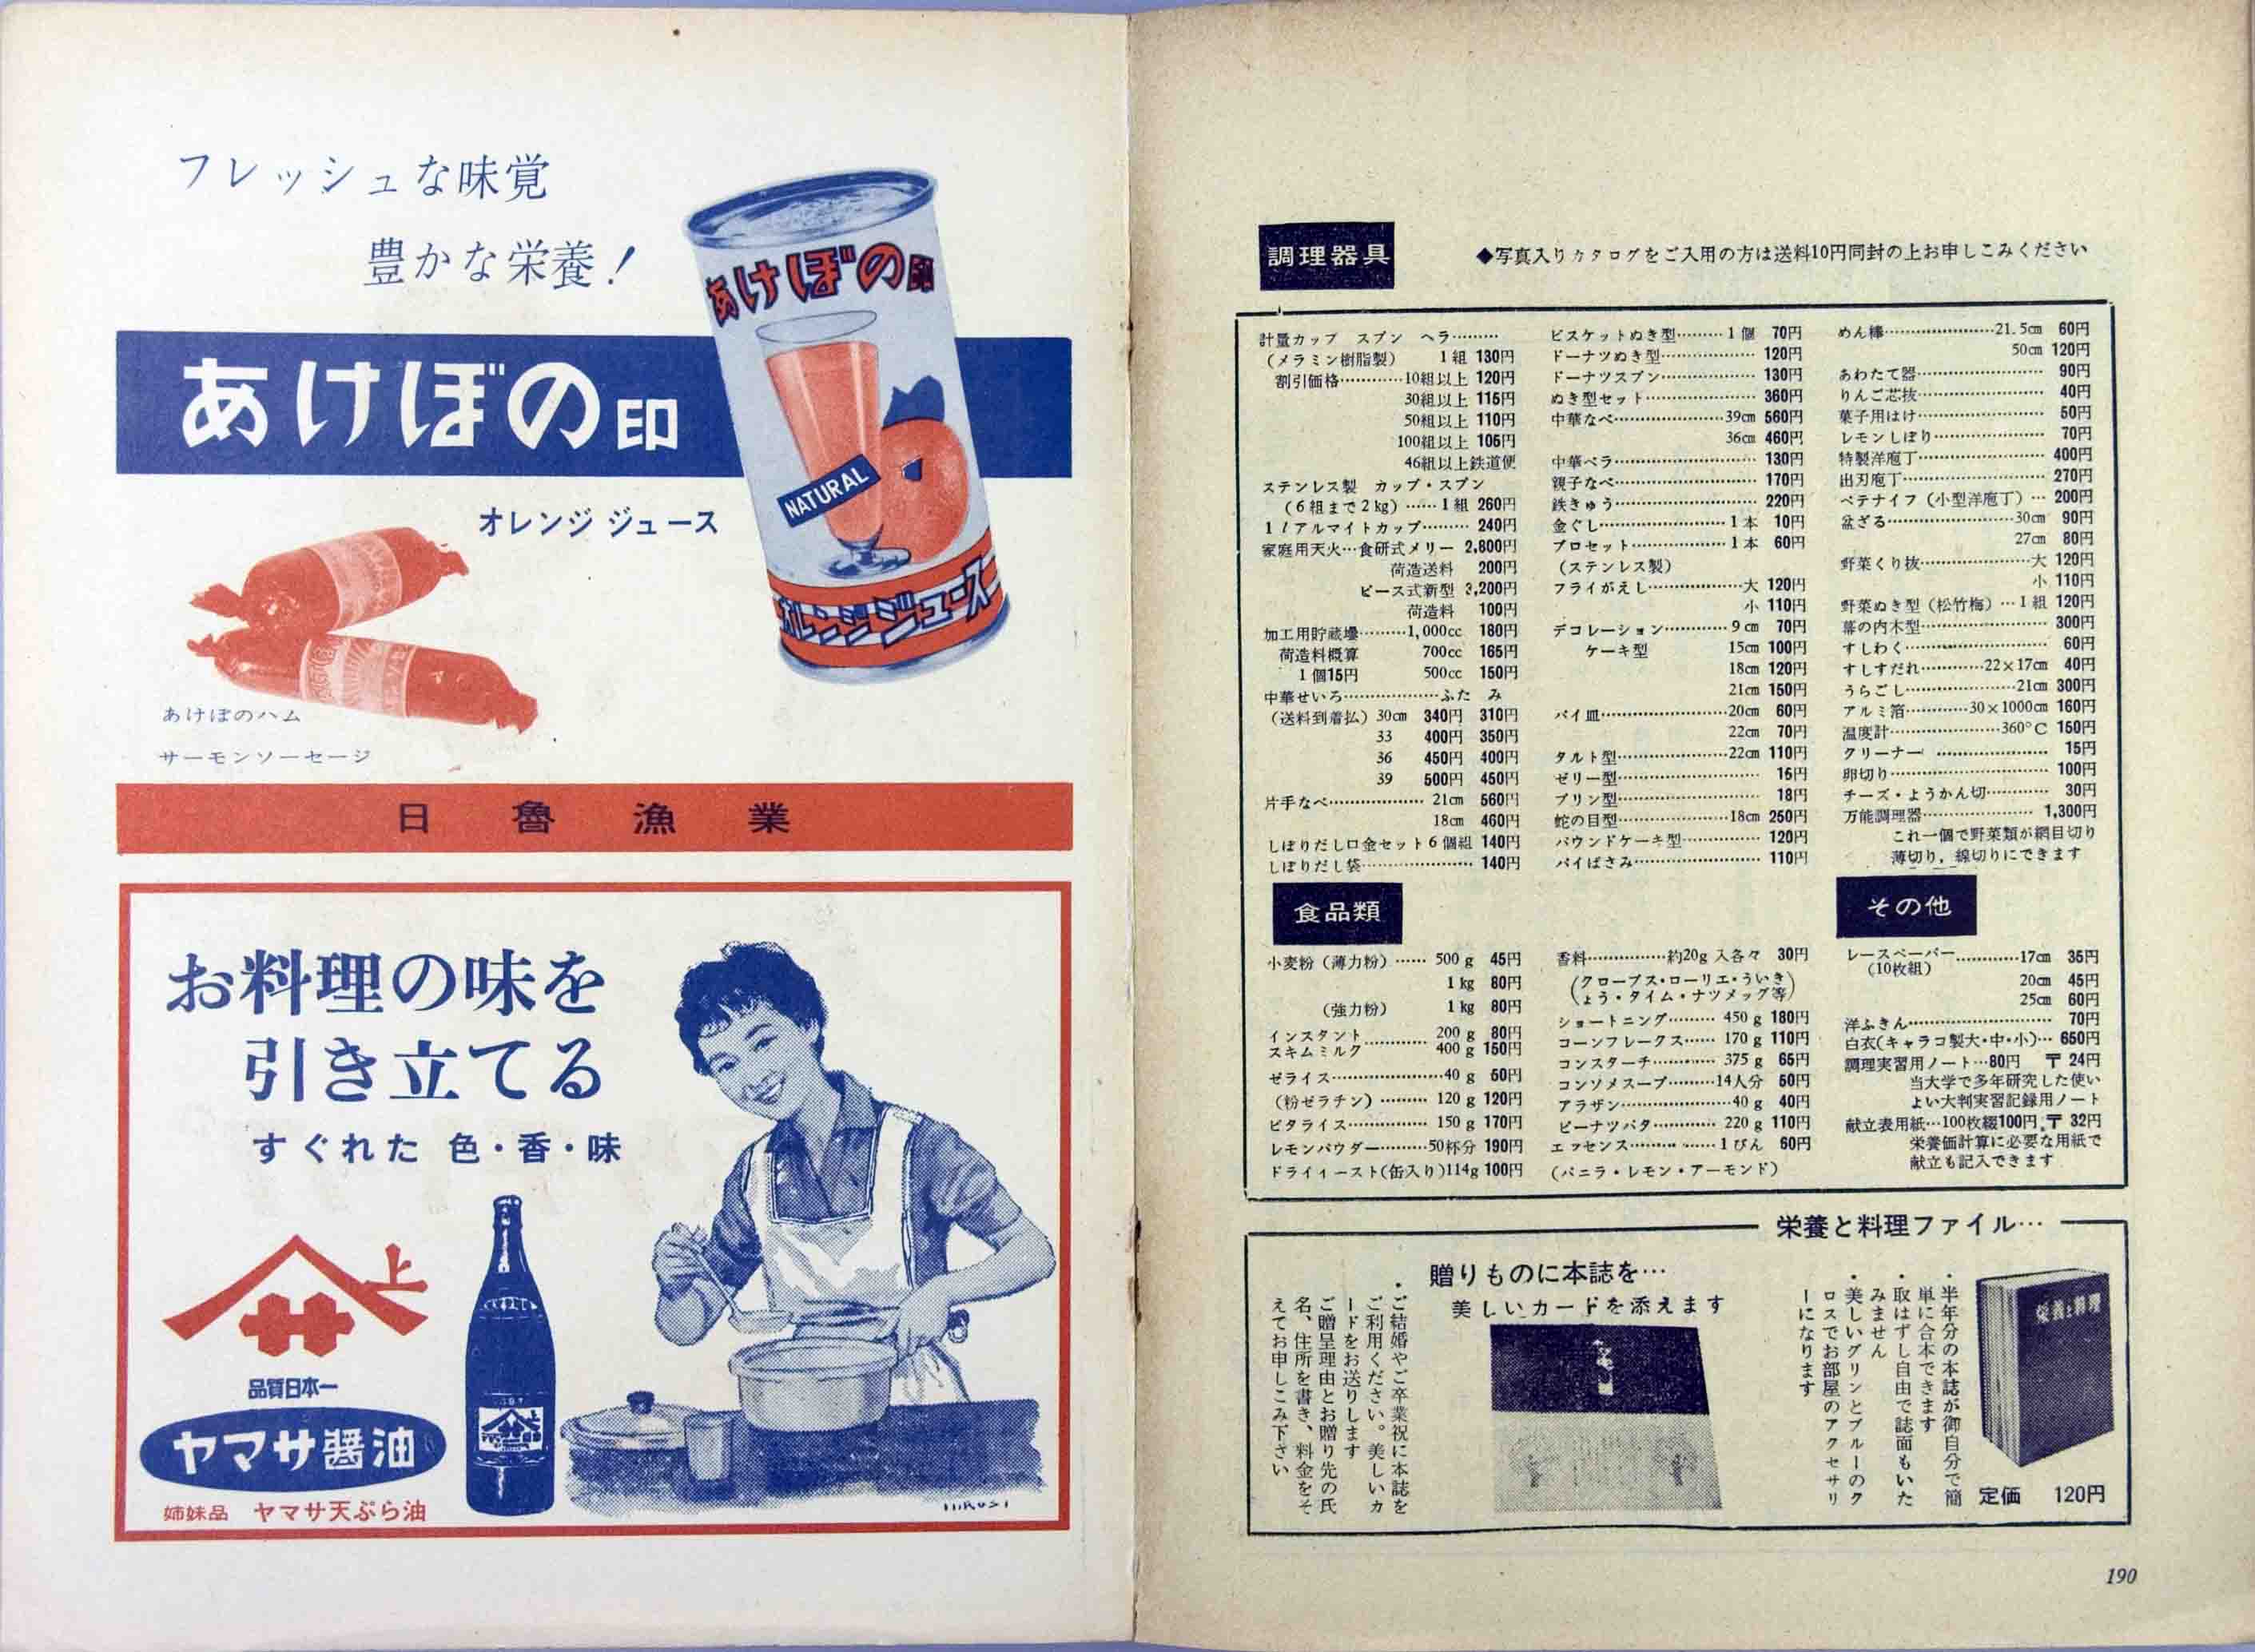 フレッシュな味覚
豊かな栄養！
あけぼの印
あけぼの印
NATURAL
オレンジジュース
オレンジ ジュース
あけぼのハム
サーモンソーセージ
日魯漁業
お料理の味を
引き立てる
すぐれた 色・香・味
上
品質日本一
ヤマサ醤油
姉妹品 ヤマサ天ぷら油
HIROSI
調理器具
◆写真入りカタログをご入用の方は送料10円同封の上お申しこみください
計量カップ スプン ヘラ………
（メラミン樹脂製） 1組 130円
割引価格…………10組以上 120円
30組以上 115円
50組以上 110円
100組以上 105円
46組以上鉄道便
ステンレス製 カップ・スプン
（6組まで2kg）……1組 260円
1lアルマイトカップ……… 240円
家庭用天火…食研式メリー 2,600円
荷造送料 200円
ピース式新型 3,200円
荷造料 100円
加工用貯蔵壜………1,000cc 180円
荷造料概算 700cc 165円
1個15円 500cc 150円
中華せいろ………………ふた み
（送料到着払）30cm 340円 310円
33 400円 350円
36 450円 400円
39 500円 450円
片手なべ……………… 21cm 560円
18cm 460円
しぼりだし口金セット6個組 140円
しぼりだし袋………………… 140円
ビスケットぬき型………1個 70円
ドーナツぬき型……………… 120円
ドーナツスプン……………… 130円
ぬき型セット………………… 360円
中華なべ…………………39cm 560円
36cm 460円
中華ベラ……………………… 130円
親子なべ……………………… 170円
鉄きゅう……………………… 220円
金ぐし……………………1本 10円
プロセット………………1本 60円
（ステンレス製）
フライがえし………………大 120円
小 110円
デコレーション…………9cm 70円
ケーキ型 15cm 100円
18cm 120円
21cm 150円
パイ皿……………………20cm 60円
22cm 70円
タルト型…………………22cm 110円
ゼリー型……………………… 15円
プリン型……………………… 18円
蛇の目型…………………18cm 250円
パウンドケーキ型…………… 120円
パイばさみ…………………… 110円
めん棒…………………21.5cm 60円
50cm 120円
あわたて器…………………… 90円
りんご芯抜…………………… 40円
菓子用はけ…………………… 50円
レモンしぼり………………… 70円
特製洋庖丁…………………… 400円
出刃庖丁……………………… 270円
ペテナイフ（小型洋庖丁）… 200円
盆ざる……………………30cm 90円
27cm 80円
野菜くり抜…………………大 120円
小 110円
野菜ぬき型（松竹梅）…1組 120円
幕の内木型…………………… 300円
すしわく……………………… 60円
すしすだれ…………22×17cm 40円
うらごし…………………21cm 300円
アルミ箔…………30×1000cm 160円
温度計…………………360°C 150円
クリーナー ………………… 15円
卵切り………………………… 100円
チーズ・ようかん切………… 30円
万能調理器………………… 1,300円
これ一個で野菜類が網目切り
薄切り，線切りにできます
食品類
小麦粉（薄力粉）…… 500g 45円
1kg 80円
（強力粉） 1kg 80円
インスタント
スキムミルク………… 200g 80円
400g 150円
ゼライス…………………40g 50円
（粉ゼラチン）……… 120g 120円
ビタライス…………… 150g 170円
レモンパウダー………50杯分 190円
ドライイースト(缶入り)114g 100円
香料……………約20g入各々 30円
（クローブス・ローリエ・ういき
ょう・タイム・ナツメッグ等）
ショートニング……… 450g 180円
コーンフレークス…… 170g 110円
コンスターチ………… 375g 65円
コンソメスープ………14人分 50円
アラザン…………………40g 40円
ピーナツバタ………… 220g 110円
エッセンス……………1びん 60円
（バニラ・レモン・アーモンド）
その他
レースペーパー…………17cm 35円
（10枚組）
20cm 45円
25cm 60円
洋ふきん……………………… 70円
白衣(キャラコ製大・中・小)… 650円
調理実習用ノート…80円 〒24円
当大学で多年研究した使い
よい大判実習記録用ノート
献立表用紙…100枚綴100円〒32円
栄養価計算に必要な用紙で
献立も記入できます
栄養と料理ファイル…
・半年分の本誌が御自分で簡
単に合本できます
・取はずし自由で誌面もいた
みません
・美しいグリンとブルーのク
ロスでお部屋のアクセサリ
ーになります
栄養と料理
定価 120円
贈りものに本誌を…
美しいカードを添えます
・ご結婚やご卒業祝に本誌を
ご利用ください。美しいカ
ードをお送りします
ご贈呈理由とお贈り先の氏
名、住所を書き、料金をそ
えてお申しこみ下さい
190